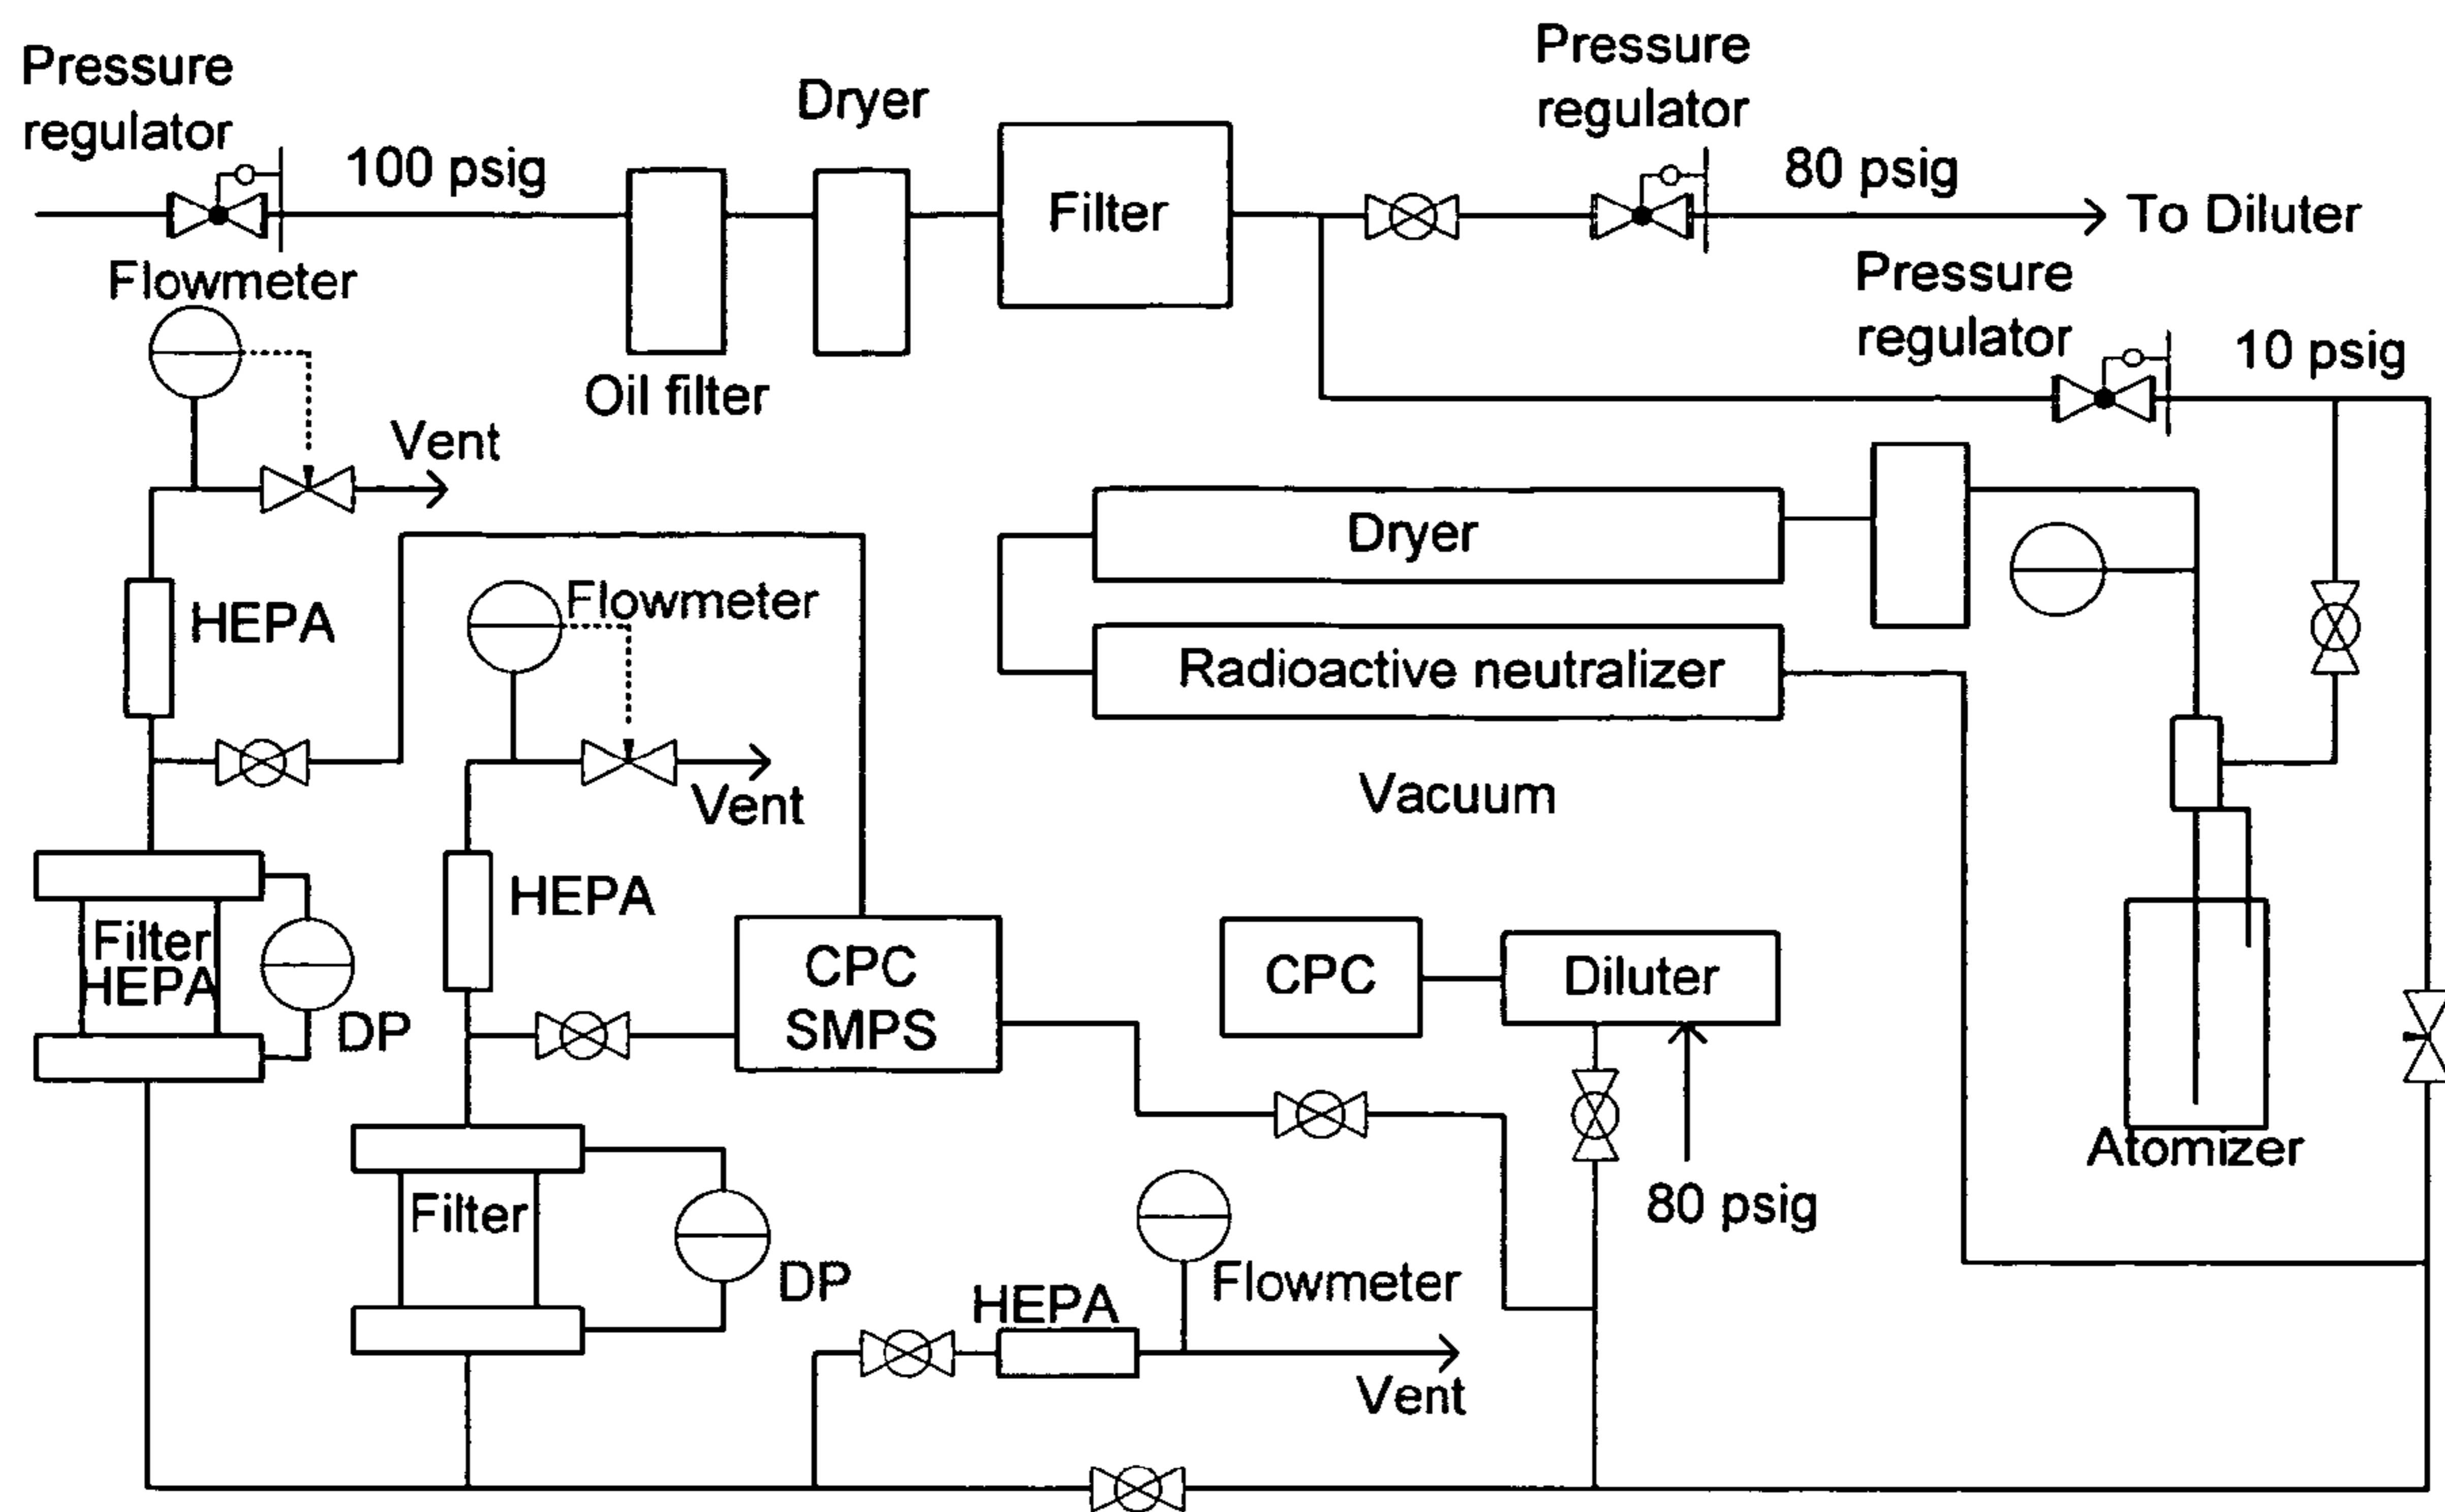 Pressure
regulator
100 psig
Dryer
Filter
Oil filter
Pressure
regulator
80 psig
To Diluter
Pressure
regulator
10 psig
Flowmeter
Vent
HEPA
Flowmeter
Vent
HEPA
Dryer
Radioactive neutralizer
Vacuum
Filter
HEPA
DP
CPC
SMPS
CPC
Diluter
80 psig
Atomizer
Filter
DP
HEPA
Flowmeter
Vent